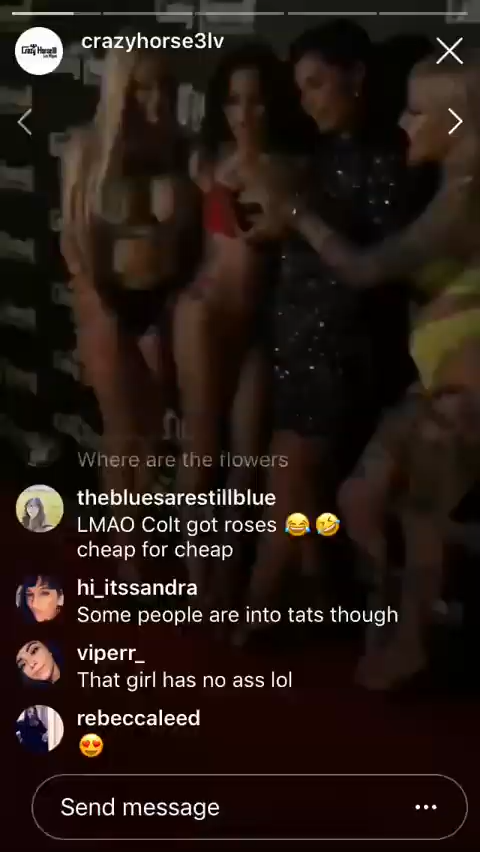 crazyhorse3lv
Where are the flowers
thebluesarestillblue
LMAO Colt got roses 😂 🤣
cheap for cheap
hi_itssandra
Some people are into tats though
viperr_
That girl has no ass lol
rebeccaleed
😍
Send message